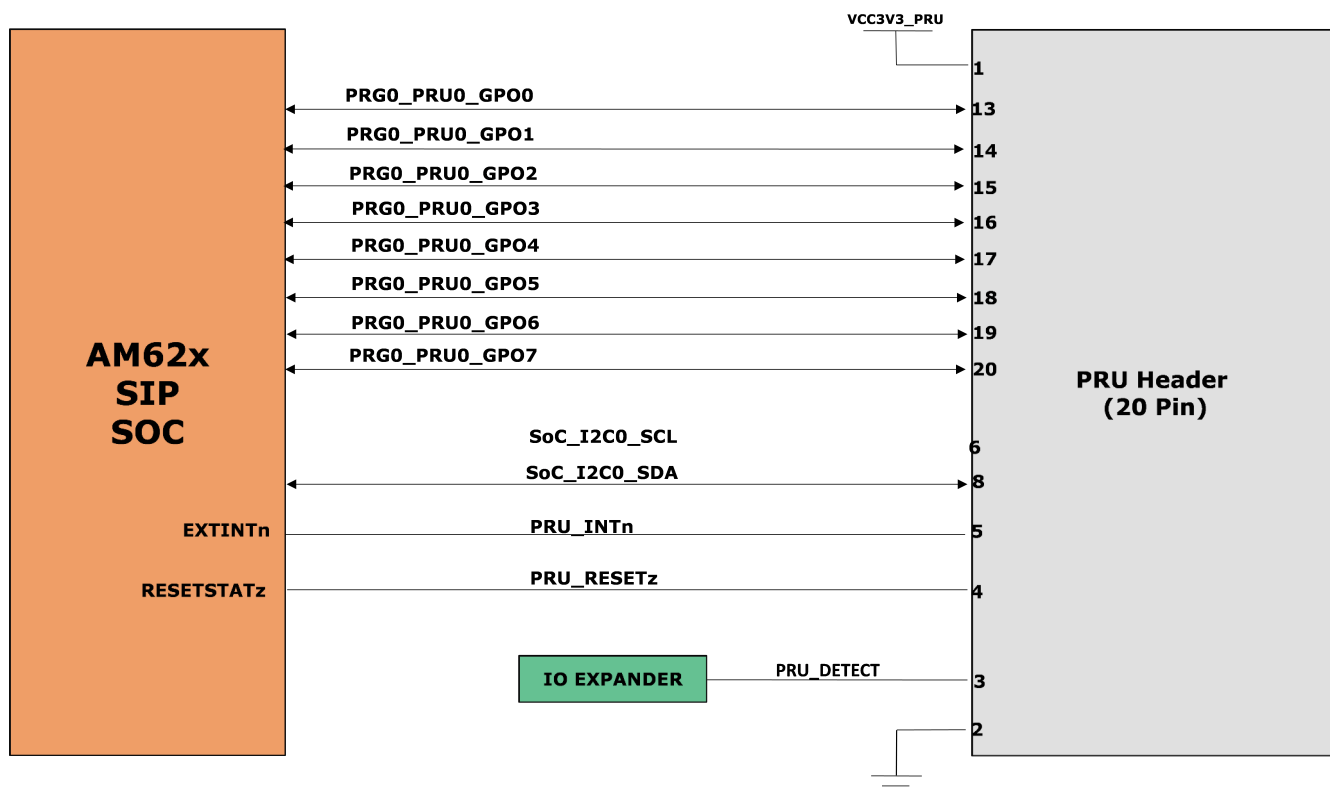 VCC3V3_PRU
1
PRG0_PRU0_GPO0
13
PRG0_PRU0_GPO1
14
PRG0_PRU0_GPO2
15
PRG0_PRU0_GPO3
16
PRG0_PRU0_GPO4
17
PRG0_PRU0_GPO5
18
PRG0_PRU0_GPO6
19
PRG0_PRU0_GPO7
20
AM62x
SIP
SOC
PRU Header
(20 Pin)
SoC_I2C0_SCL
6
SoC_I2C0_SDA
8
EXTINTn
PRU_INTn
5
RESETSTATz
PRU_RESETz
4
IO EXPANDER
PRU_DETECT
3
2